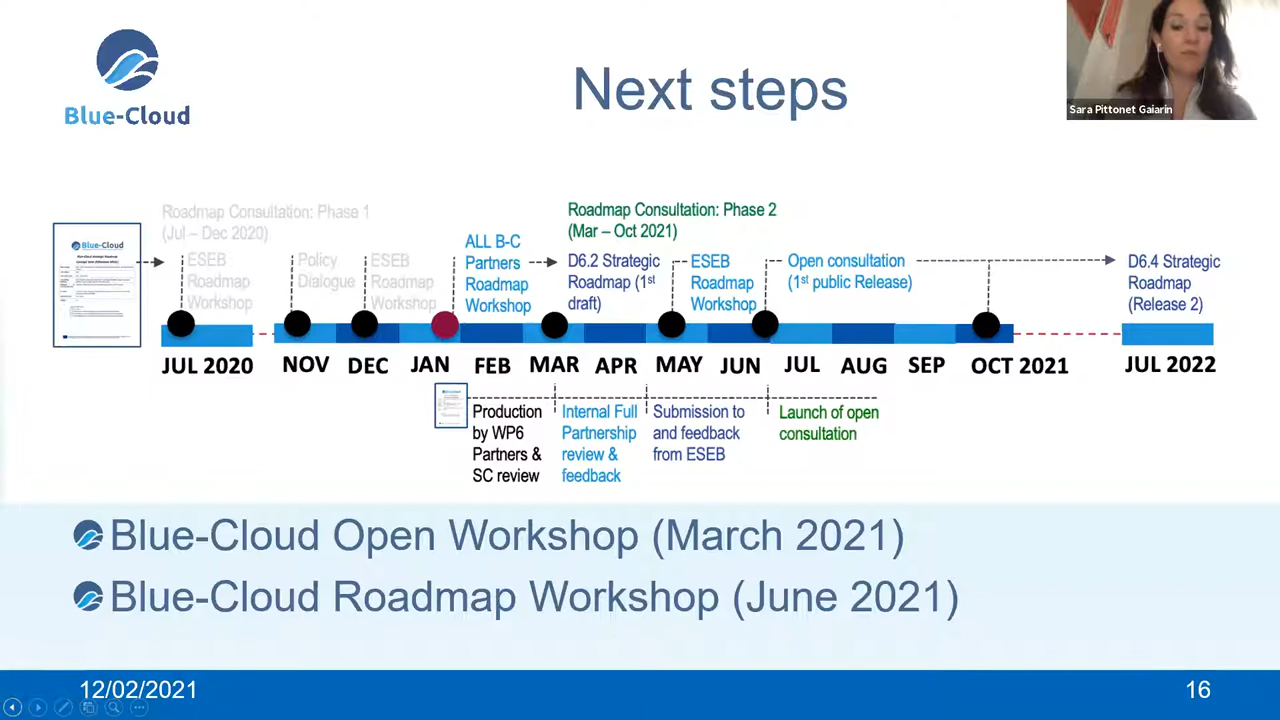 Blue-Cloud
Next steps
Sara Pittonet Gaiarin
Roadmap Consultation: Phase 1
(Jul – Dec 2020)
ESEB
Roadmap
Workshop
Policy
Dialogue
ESEB
Roadmap
Workshop
ALL B-C
Partners
Roadmap
Workshop
Roadmap Consultation: Phase 2
(Mar – Oct 2021)
D6.2 Strategic
Roadmap (1st
draft)
ESEB
Roadmap
Workshop
Open consultation
(1st public Release)
D6.4 Strategic
Roadmap
(Release 2)
Blue-Cloud
JUL 2020
NOV
DEC
JAN
FEB
MAR
APR
MAY
JUN
JUL
AUG
SEP
OCT 2021
JUL 2022
Production
by WP6
Partners &
SC review
Internal Full
Partnership
review &
feedback
Submission to
and feedback
from ESEB
Launch of open
consultation
Blue-Cloud Open Workshop (March 2021)
Blue-Cloud Roadmap Workshop (June 2021)
12/02/2021
16